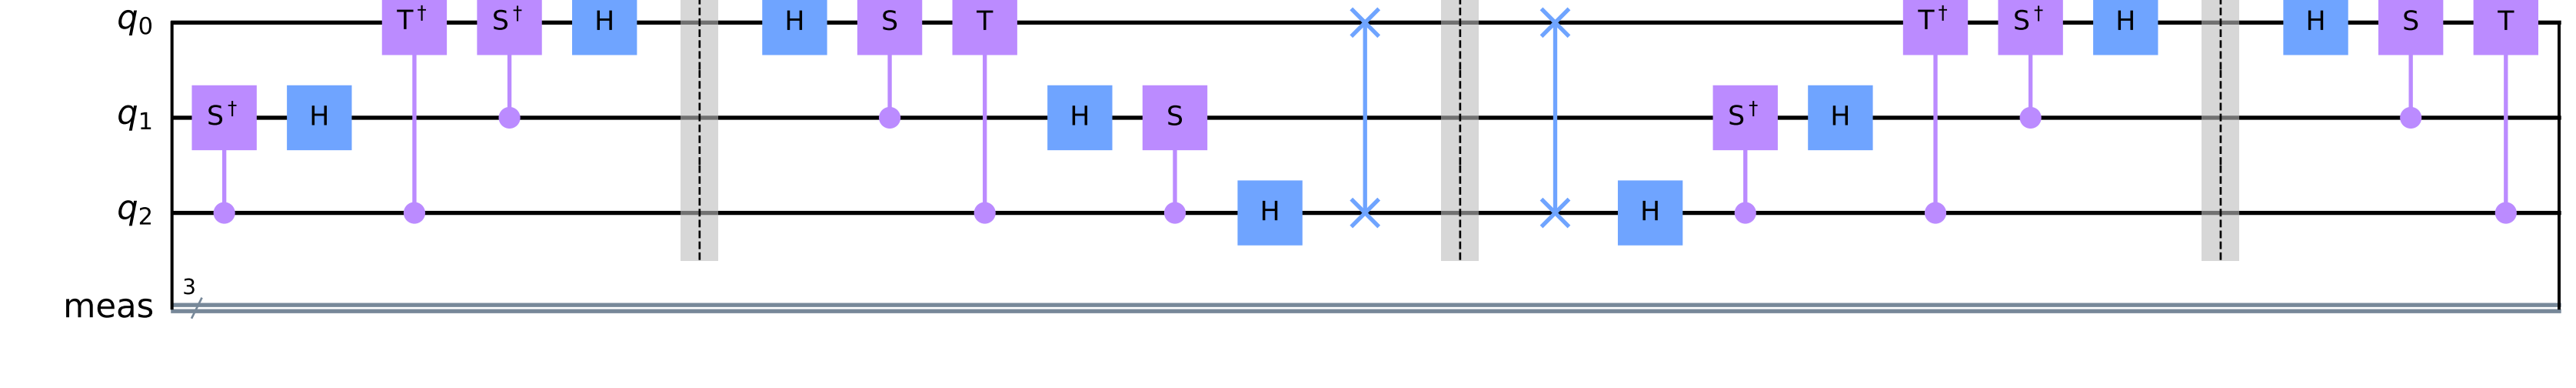 q0 T† S† H H S T T† S† H H S T
q1 S† H H S S† H
q2 H H
3
meas